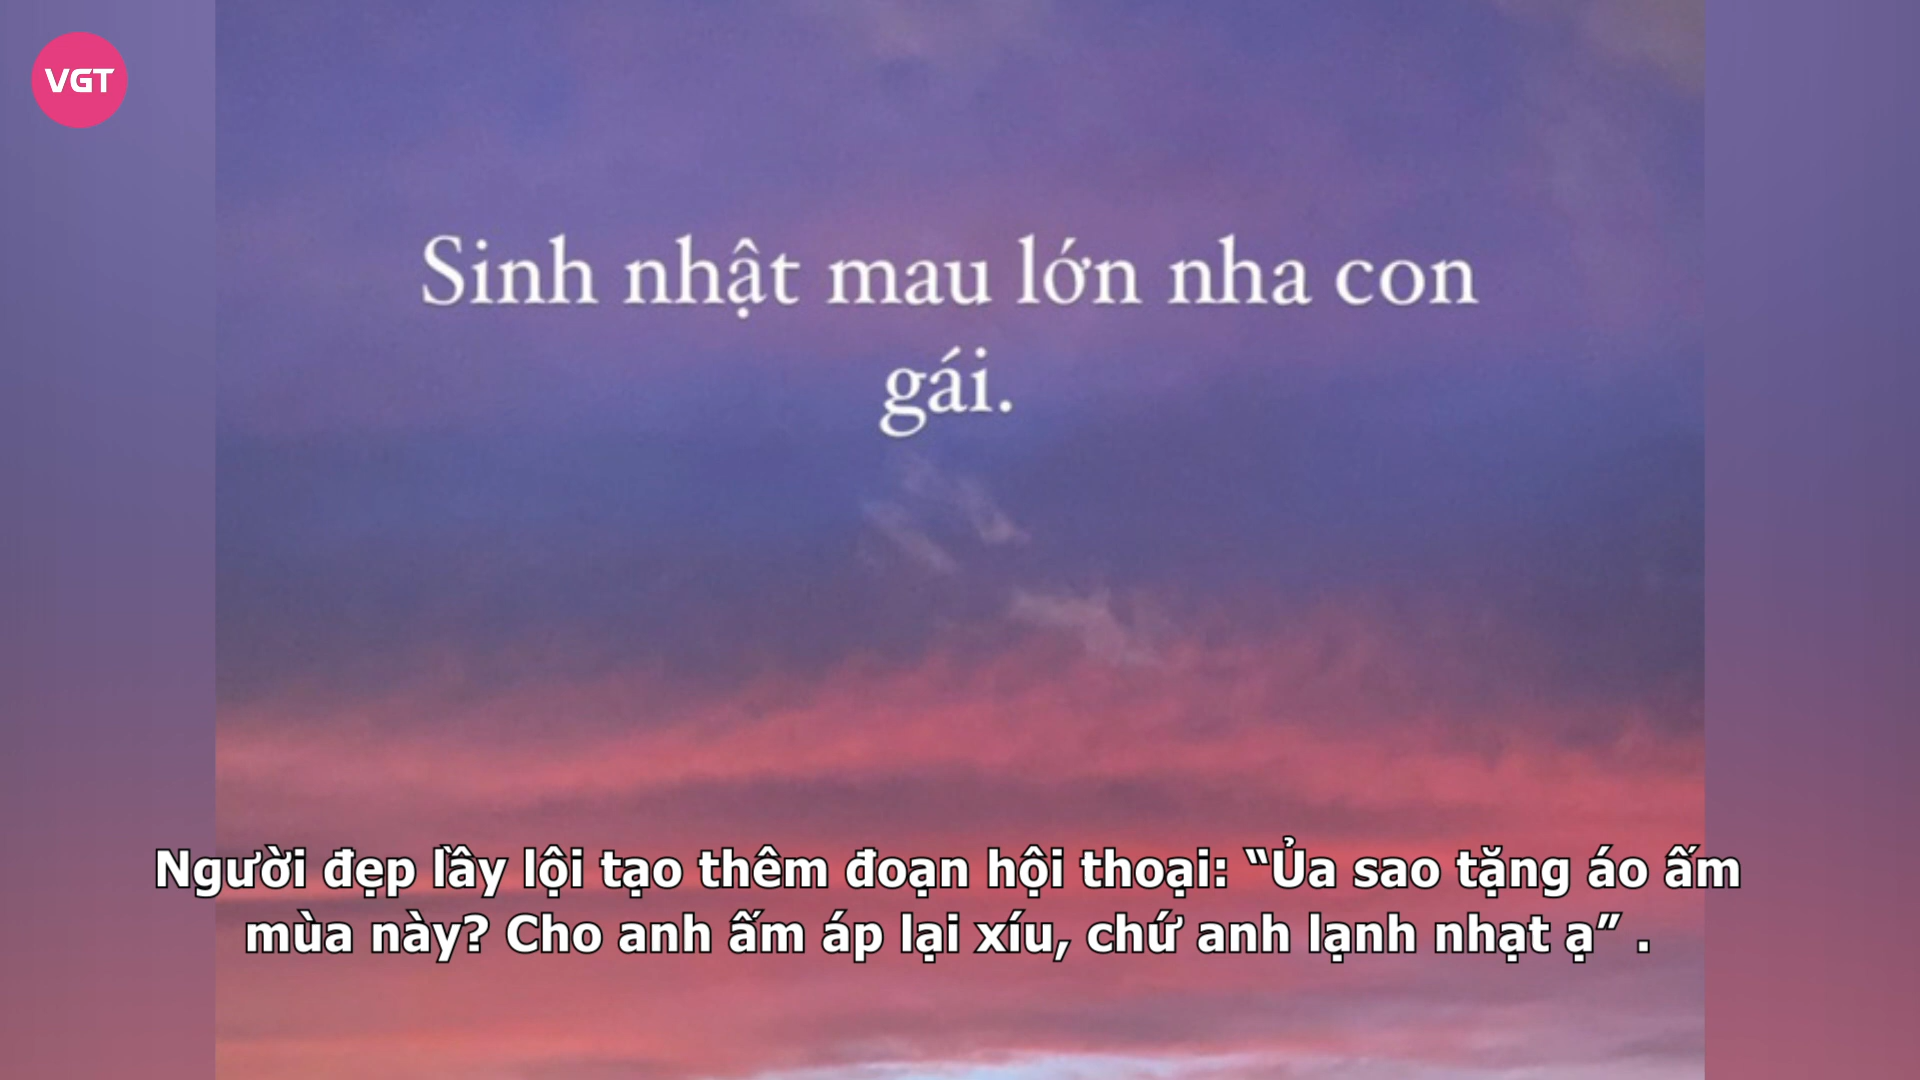 VGT
Sinh nhật mau lớn nha con
gái.
Người đẹp lầy lội tạo thêm đoạn hội thoại: “Ủa sao tặng áo ấm
mùa này? Cho anh ấm áp lại xíu, chứ anh lạnh nhạt ạ” .